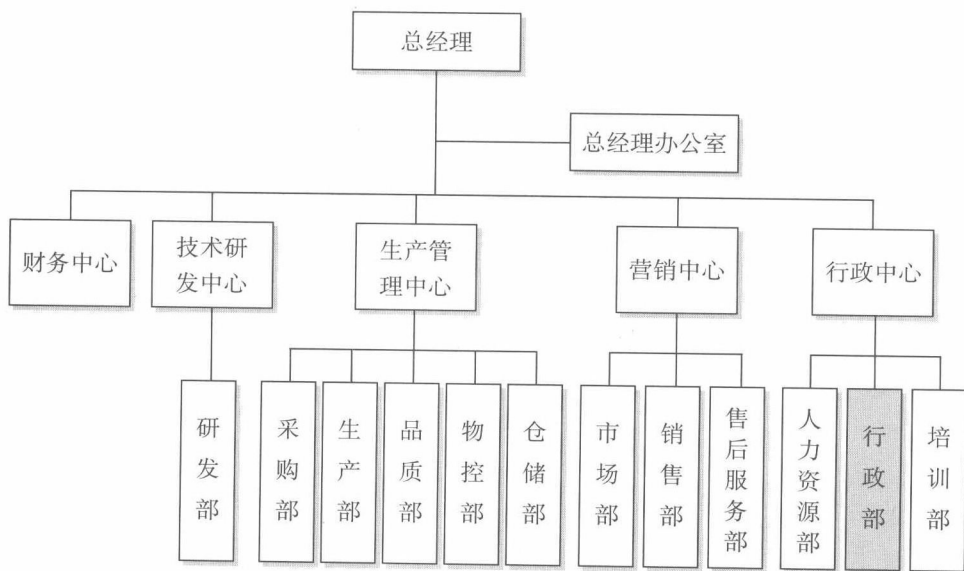 总经理
总经理办公室
财务中心
技术研
发中心
生产管
理中心
营销中心
行政中心
研发部
采购部
生产部
品质部
物控部
仓储部
市场部
销售部
售后服务部
人力资源部
行政部
培训部